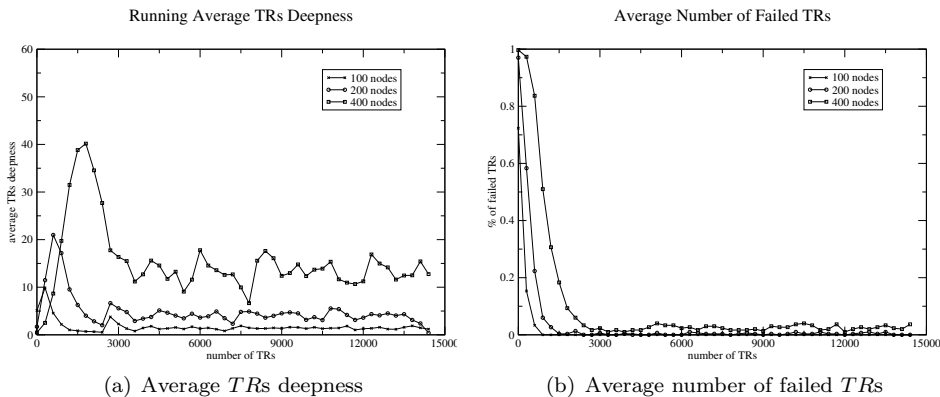 Running Average TRs Deepness
60
50
40
30
20
10
0
average TRs deepness
100 nodes
200 nodes
400 nodes
0 3000 6000 9000 12000 15000
number of TRs
(a) Average TRs deepness
Average Number of Failed TRs
1
0.8
0.6
0.4
0.2
0
% of failed TRs
100 nodes
200 nodes
400 nodes
0 3000 6000 9000 12000 15000
number of TRs
(b) Average number of failed TRs